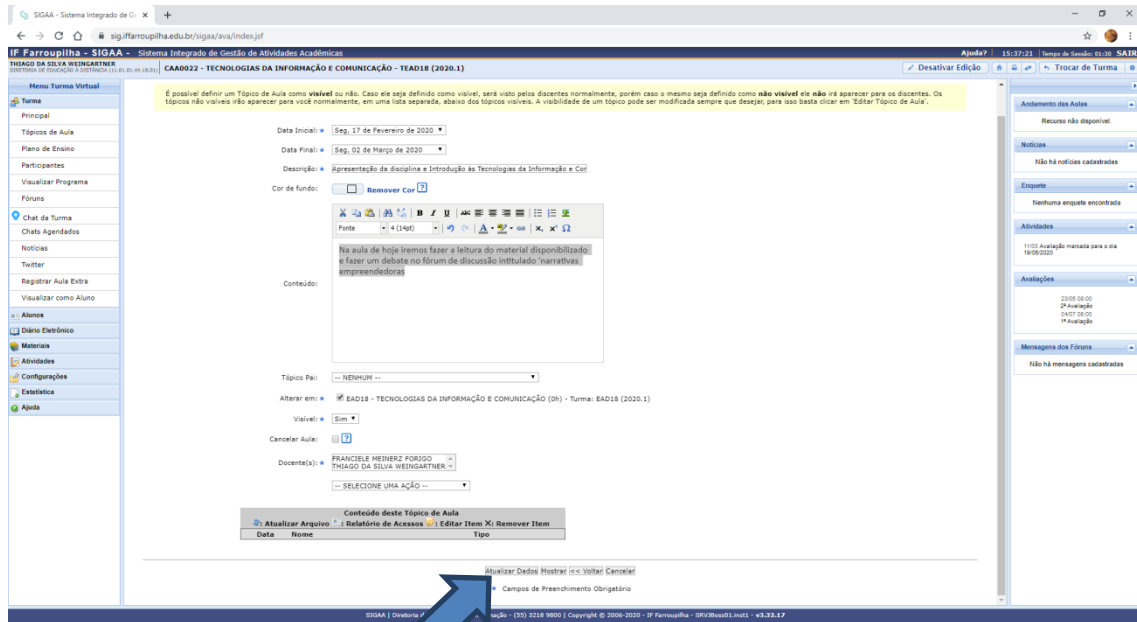 SIGAA - Sistema Integrado de Ge
sig.iffarroupilha.edu.br/sigaa/ava/index.jsf
IF Farroupilha - SIGAA - Sistema Integrado de Gestão de Atividades Acadêmicas
Ajuda? 15:37:21 Tempo de Sessão: 01:30 SAIR
THIAGO DA SILVA WEINGARTNER
DIRETORIA DE EDUCAÇÃO A DISTÂNCIA
CAA0022 - TECNOLOGIAS DA INFORMAÇÃO E COMUNICAÇÃO - TEAD18 (2020.1)
Desativar Edição
Trocar de Turma
Menu Turma Virtual
Turma
Principal
Tópicos de Aula
Plano de Ensino
Participantes
Visualizar Programa
Fóruns
Chat da Turma
Chats Agendados
Notícias
Twitter
Registrar Aula Extra
Visualizar como Aluno
Alunos
Diário Eletrônico
Materiais
Atividades
Configurações
Estatística
Ajuda
É possível definir um Tópico de Aula como visível ou não. Caso ele seja definido como visível, será visto pelos discentes normalmente, porém caso o mesmo seja definido como não visível ele não irá aparecer para os discentes. Os
tópicos não visíveis irão aparecer para você normalmente, em uma lista separada, abaixo dos tópicos visíveis. A visibilidade de um tópico pode ser modificada sempre que desejar, para isso basta clicar em 'Editar Tópico de Aula'.
Data Inicial: Seg, 17 de Fevereiro de 2020
Data Final: Seg, 02 de Março de 2020
Descrição: Apresentação da disciplina e Introdução às Tecnologias da Informação e Cor
Cor de fundo: Remover Cor ?
B I U ABC
Fonte 4 (14pt) A x, x² Ω
Conteúdo:
Na aula de hoje iremos fazer a leitura do material disponibilizado
e fazer um debate no fórum de discussão intitulado 'narrativas
empreendedoras
Tópico Pai: -- NENHUM --
Alterar em: EAD18 - TECNOLOGIAS DA INFORMAÇÃO E COMUNICAÇÃO (0h) - Turma: EAD18 (2020.1)
Visível: Sim
Cancelar Aula: ?
Docente(s): FRANCIELE MEINERZ FORIGO
THIAGO DA SILVA WEINGARTNER
-- SELECIONE UMA AÇÃO --
Conteúdo deste Tópico de Aula
: Atualizar Arquivo : Relatório de Acessos : Editar Item X: Remover Item
Data Nome Tipo
Atualizar Dados Mostrar << Voltar Cancelar
Campos de Preenchimento Obrigatório
Andamento das Aulas
Recurso não disponível.
Notícias
Não há notícias cadastradas
Enquete
Nenhuma enquete encontrada
Atividades
11/03 Avaliação marcada para o dia
19/05/2020
Avaliações
23/05 08:00
2ª Avaliação
04/07 08:00
1ª Avaliação
Mensagens dos Fóruns
Não há mensagens cadastradas
SIGAA | Diretoria mação - (55) 3218 9800 | Copyright © 2006-2020 - IF Farroupilha - SRVJBoss01.inst1 - v3.32.17